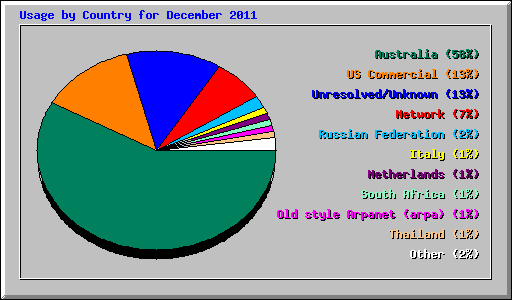 Usage by Country for December 2011
Australia (58%)
US Commercial (13%)
Unresolved/Unknown (13%)
Network (7%)
Russian Federation (2%)
Italy (1%)
Netherlands (1%)
South Africa (1%)
Old style Arpanet (arpa) (1%)
Thailand (1%)
Other (2%)